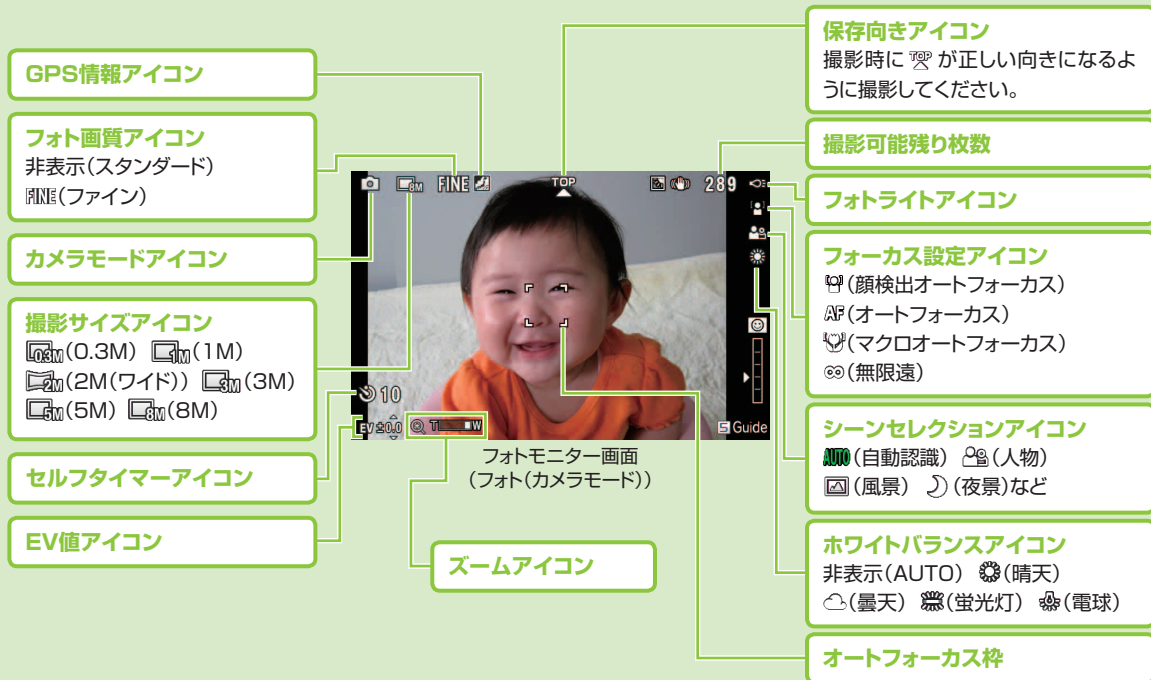 GPS情報アイコン
フォト画質アイコン
非表示(スタンダード)
FINE(ファイン)
カメラモードアイコン
撮影サイズアイコン
0.3M(0.3M) 1M(1M)
2M(2M(ワイド)) 3M(3M)
5M(5M) 8M(8M)
セルフタイマーアイコン
EV値アイコン
8M FINE TOP 289
10
EV±0.0 T W Guide
フォトモニター画面
(フォト(カメラモード))
ズームアイコン
保存向きアイコン
撮影時に TOP が正しい向きになるよ
うに撮影してください。
撮影可能残り枚数
フォトライトアイコン
フォーカス設定アイコン
(顔検出オートフォーカス)
AF(オートフォーカス)
(マクロオートフォーカス)
(無限遠)
シーンセレクションアイコン
AUTO(自動認識) (人物)
(風景) (夜景)など
ホワイトバランスアイコン
非表示(AUTO) (晴天)
(曇天) (蛍光灯) (電球)
オートフォーカス枠